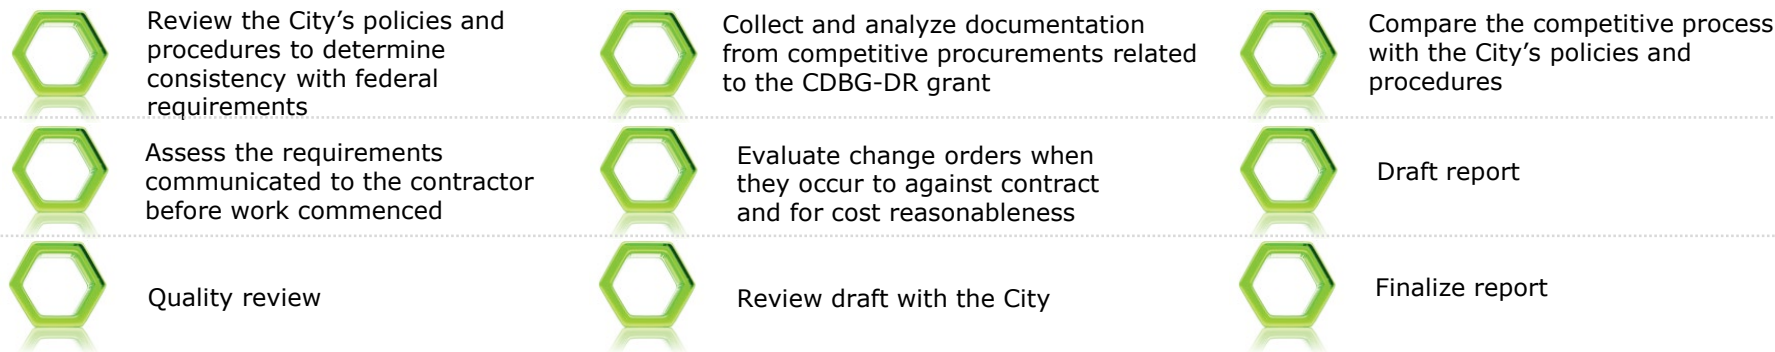 Review the City’s policies and
procedures to determine
consistency with federal
requirements
Collect and analyze documentation
from competitive procurements related
to the CDBG-DR grant
Compare the competitive process
with the City’s policies and
procedures
Assess the requirements
communicated to the contractor
before work commenced
Evaluate change orders when
they occur to against contract
and for cost reasonableness
Draft report
Quality review
Review draft with the City
Finalize report